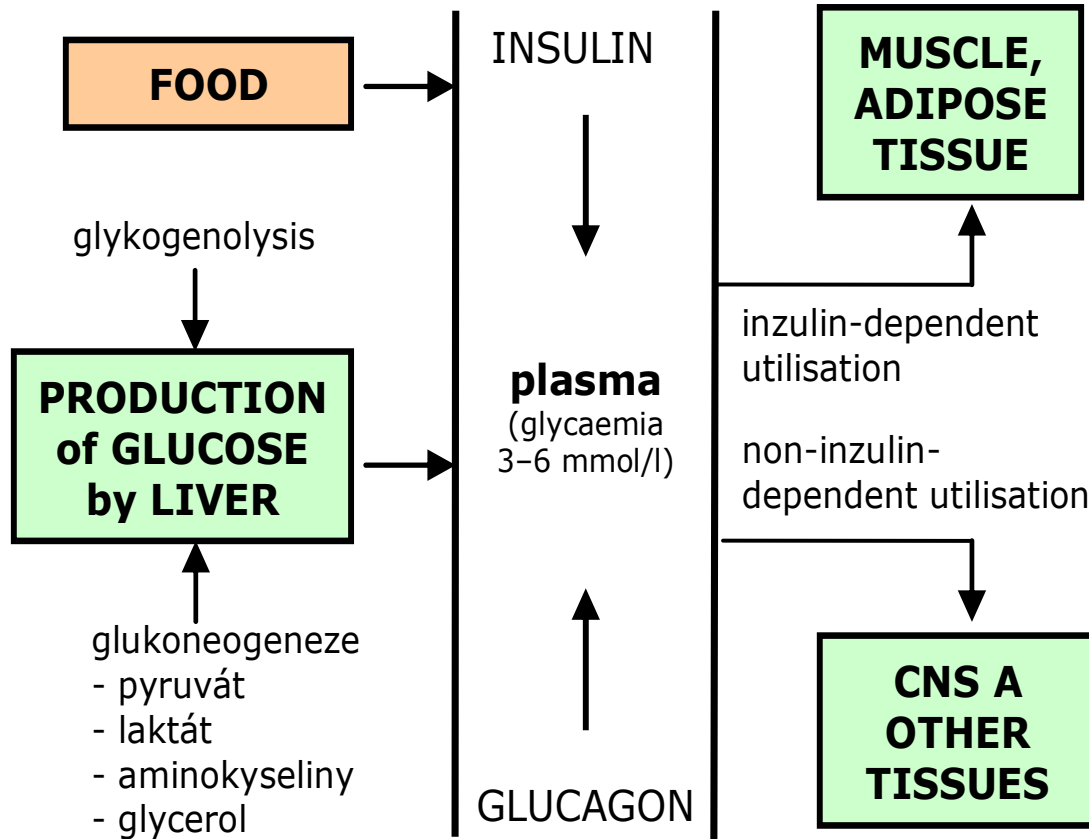 FOOD
glykogenolysis
PRODUCTION
of GLUCOSE
by LIVER
glukoneogeneze
- pyruvát
- laktát
- aminokyseliny
- glycerol
INSULIN
plasma
(glycaemia
3–6 mmol/l)
GLUCAGON
MUSCLE,
ADIPOSE
TISSUE
inzulin-dependent
utilisation
non-inzulin-
dependent utilisation
CNS A
OTHER
TISSUES